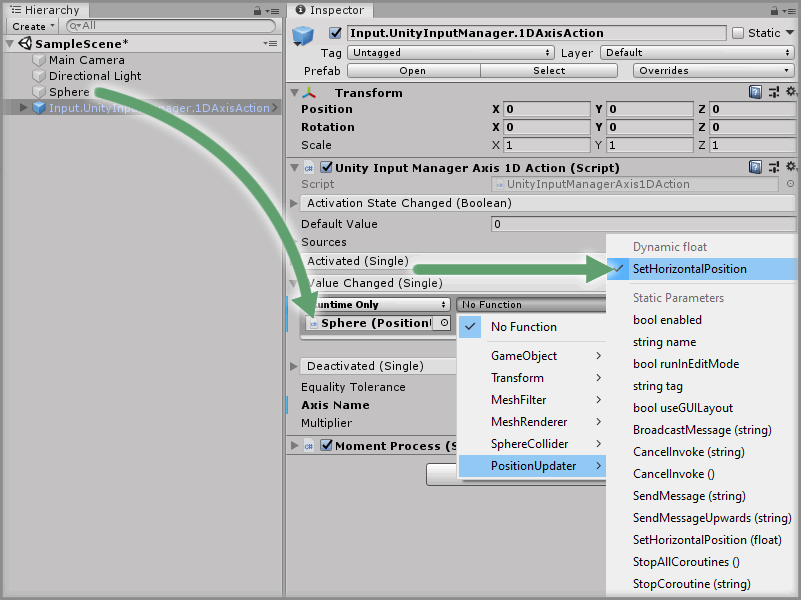 Hierarchy
Create
All
SampleScene*
Main Camera
Directional Light
Sphere
Input.UnityInputManager.1DAxisAction
Inspector
Input.UnityInputManager.1DAxisAction
Static
Tag Untagged Layer Default
Prefab Open Select Overrides
Transform
Position X 0 Y 0 Z 0
Rotation X 0 Y 0 Z 0
Scale X 1 Y 1 Z 1
Unity Input Manager Axis 1D Action (Script)
Script UnityInputManagerAxis1DAction
Activation State Changed (Boolean)
Default Value 0
Sources
Activated (Single)
Value Changed (Single)
Runtime Only No Function
Sphere (Position
Deactivated (Single)
Equality Tolerance
Axis Name
Multiplier
Moment Process (S
No Function
GameObject
Transform
MeshFilter
MeshRenderer
SphereCollider
PositionUpdater
Dynamic float
SetHorizontalPosition
Static Parameters
bool enabled
string name
bool runInEditMode
string tag
bool useGUILayout
BroadcastMessage (string)
CancelInvoke (string)
CancelInvoke ()
SendMessage (string)
SendMessageUpwards (string)
SetHorizontalPosition (float)
StopAllCoroutines ()
StopCoroutine (string)